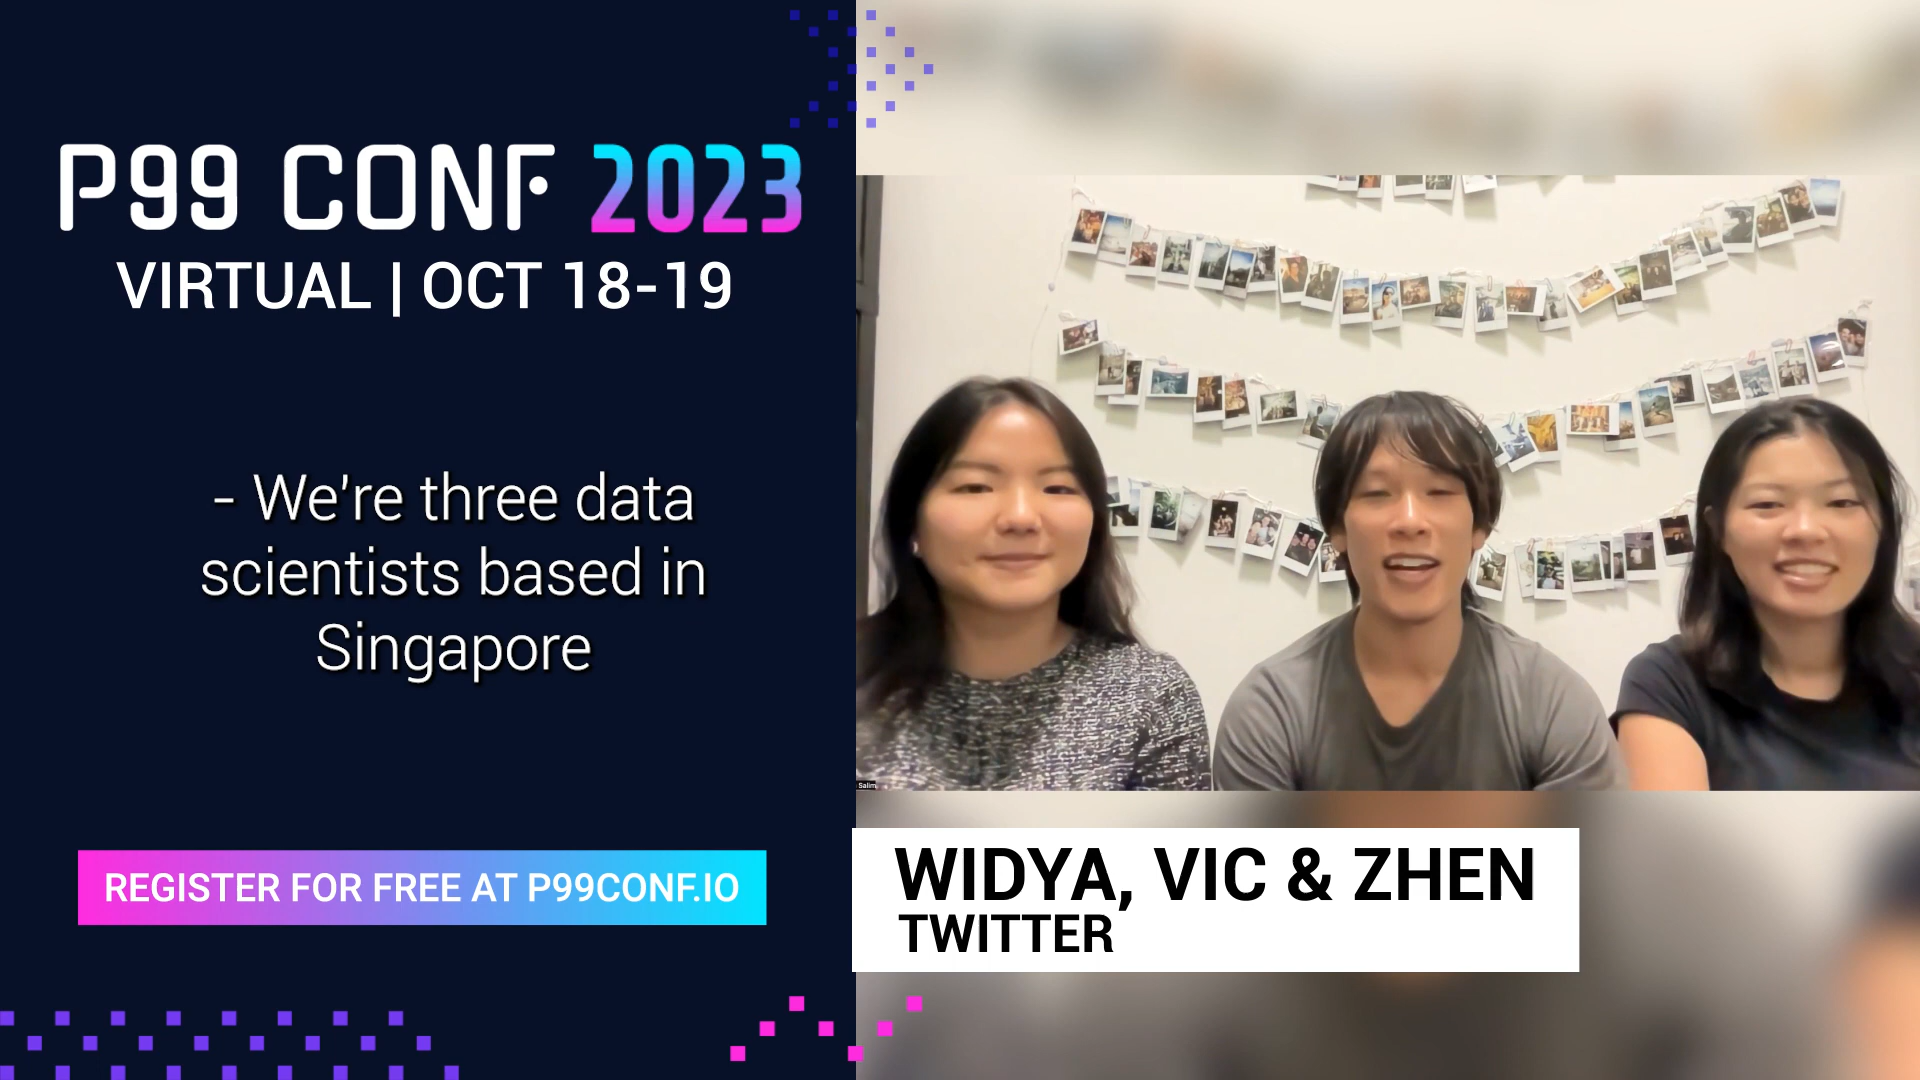 P99 CONF 2023
VIRTUAL | OCT 18-19
- We're three data
scientists based in
Singapore
REGISTER FOR FREE AT P99CONF.IO
Salim
WIDYA, VIC & ZHEN
TWITTER